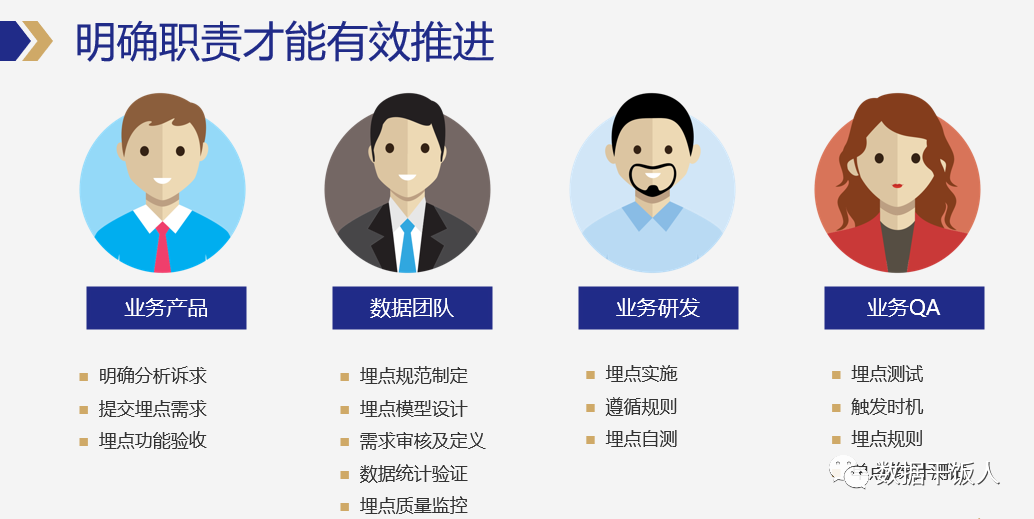 明确职责才能有效推进
业务产品
明确分析诉求
提交埋点需求
埋点功能验收
数据团队
埋点规范制定
埋点模型设计
需求审核及定义
数据统计验证
埋点质量监控
业务研发
埋点实施
遵循规则
埋点自测
业务QA
埋点测试
触发时机
埋点规则
数据干饭人